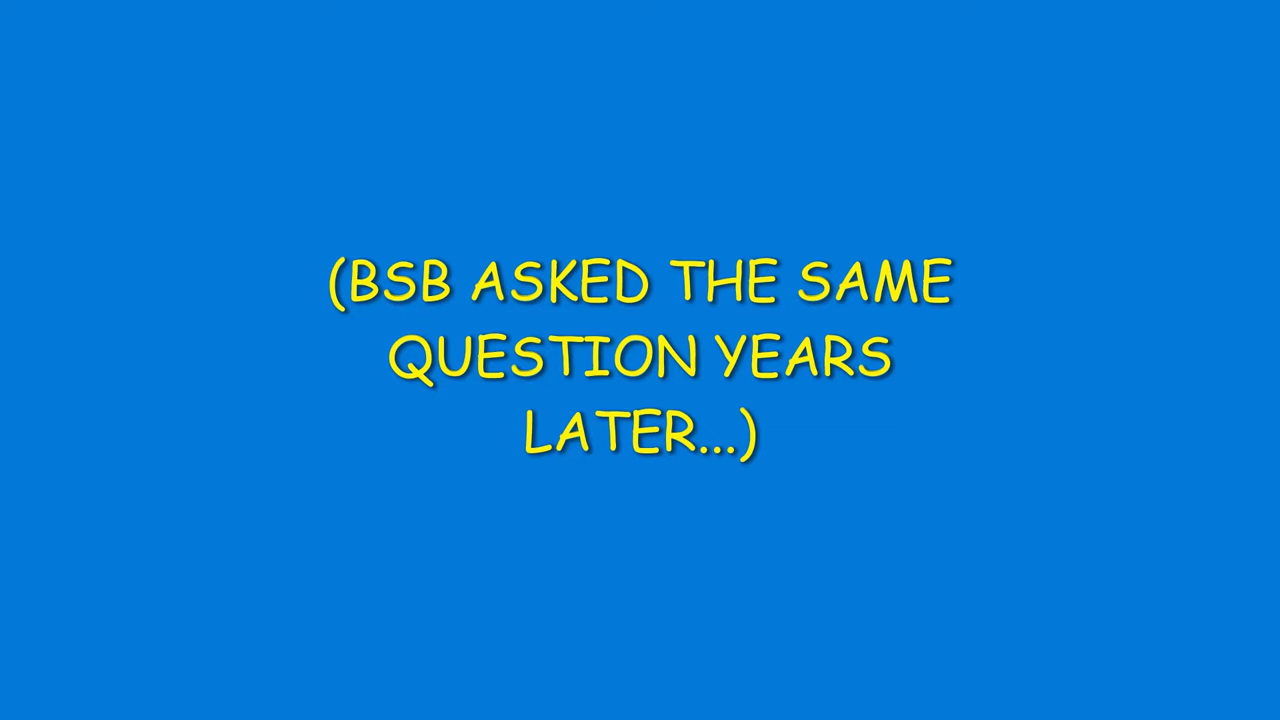 (BSB ASKED THE SAME
QUESTION YEARS
LATER...)